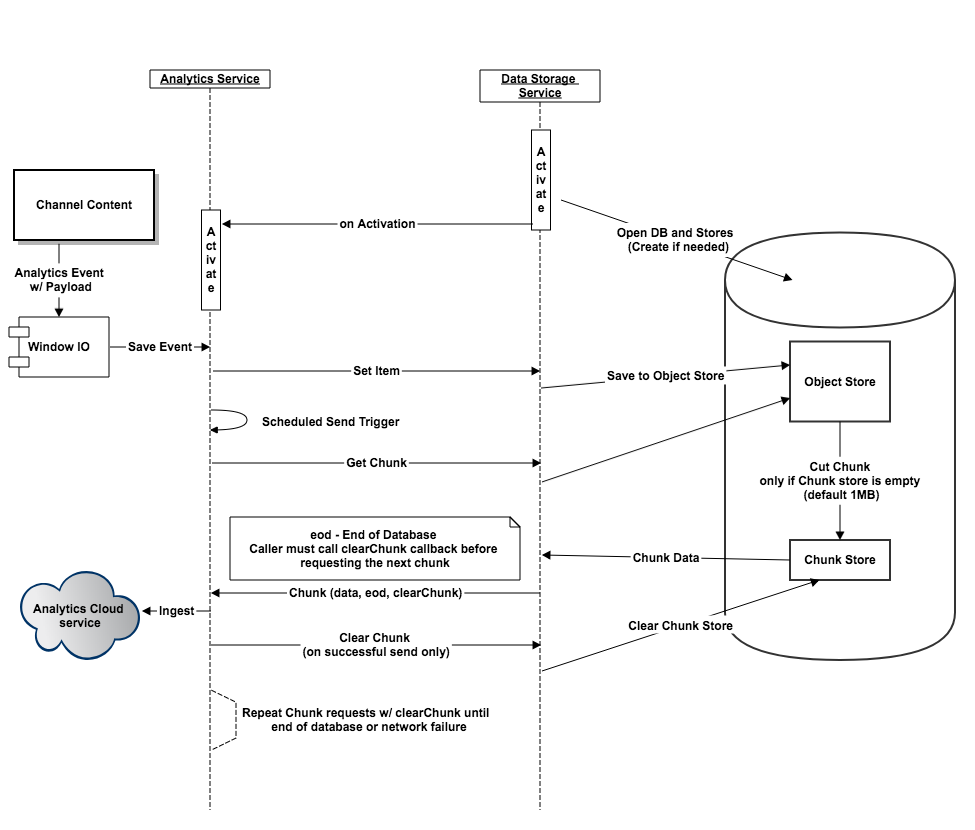 Analytics Service
Data Storage
Service
A
ct
iv
at
e
Channel Content
on Activation
Open DB and Stores
(Create if needed)
A
ct
iv
at
e
Analytics Event
w/ Payload
Window IO
Save Event
Set Item
Save to Object Store
Object Store
Scheduled Send Trigger
Get Chunk
Cut Chunk
only if Chunk store is empty
(default 1MB)
eod - End of Database
Caller must call clearChunk callback before
requesting the next chunk
Chunk Data
Chunk Store
Chunk (data, eod, clearChunk)
Analytics Cloud
service
Ingest
Clear Chunk Store
Clear Chunk
(on successful send only)
Repeat Chunk requests w/ clearChunk until
end of database or network failure